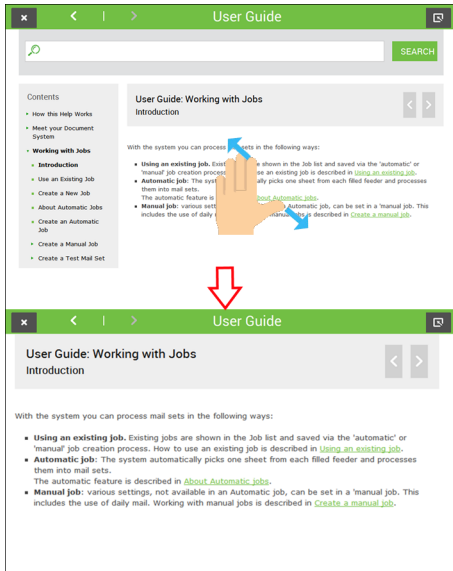 User Guide
SEARCH
Contents
How this Help Works
Meet your Document
System
Working with Jobs
Introduction
Use an Existing Job
Create a New Job
About Automatic Jobs
Create an Automatic
Job
Create a Manual Job
Create a Test Mail Set
User Guide: Working with Jobs
Introduction
With the system you can process sets in the following ways:
Using an existing job. Exis are shown in the Job list and saved via the 'automatic' or
'manual' job creation proces use an existing job is described in Using an existing job.
Automatic job: The sys ally picks one sheet from each filled feeder and processes
them into mail sets.
The automatic feature is About Automatic jobs.
Manual job: various sett Automatic job, can be set in a 'manual job. This
includes the use of daily is described in Create a manual job.
User Guide
User Guide: Working with Jobs
Introduction
With the system you can process mail sets in the following ways:
Using an existing job. Existing jobs are shown in the Job list and saved via the 'automatic' or
'manual' job creation process. How to use an existing job is described in Using an existing job.
Automatic job: The system automatically picks one sheet from each filled feeder and processes
them into mail sets.
The automatic feature is described in About Automatic jobs.
Manual job: various settings, not available in an Automatic job, can be set in a 'manual job. This
includes the use of daily mail. Working with manual jobs is described in Create a manual job.